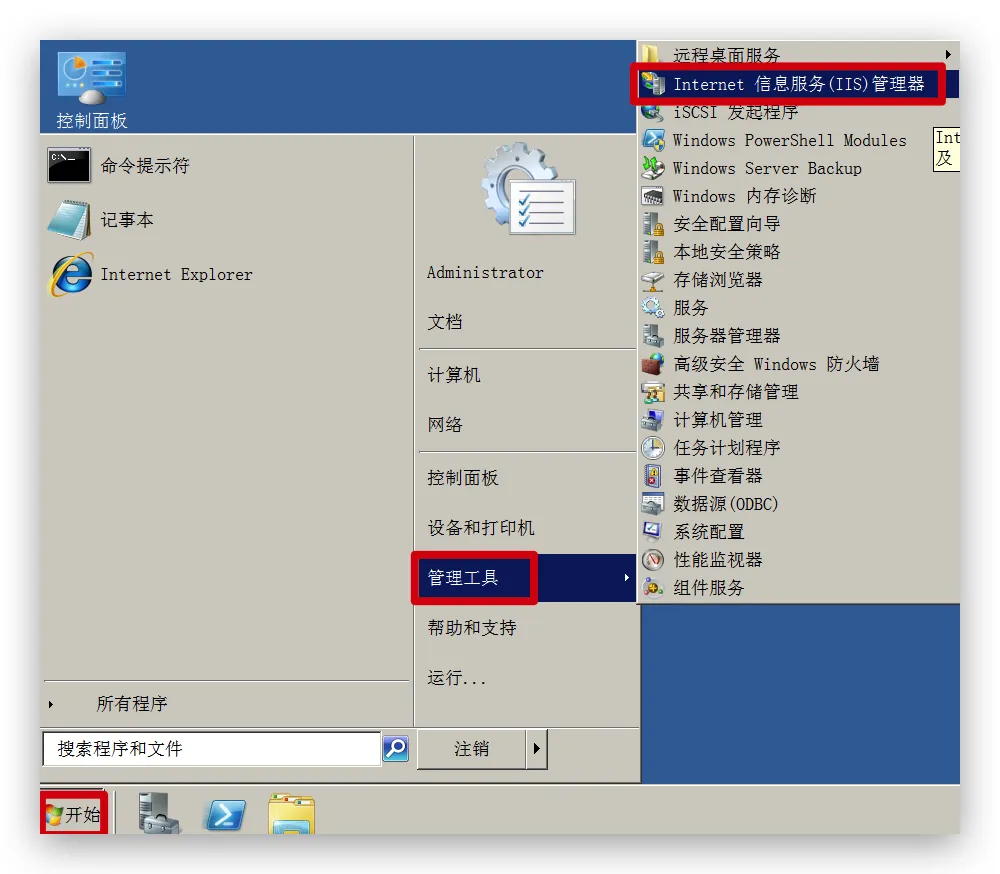 控制面板
命令提示符
记事本
Internet Explorer
Administrator
文档
计算机
网络
控制面板
设备和打印机
管理工具
帮助和支持
运行...
所有程序
搜索程序和文件
注销
开始
远程桌面服务
Internet 信息服务(IIS)管理器
iSCSI 发起程序
Windows PowerShell Modules
Windows Server Backup
Windows 内存诊断
安全配置向导
本地安全策略
存储浏览器
服务
服务器管理器
高级安全 Windows 防火墙
共享和存储管理
计算机管理
任务计划程序
事件查看器
数据源(ODBC)
系统配置
性能监视器
组件服务
Int
及